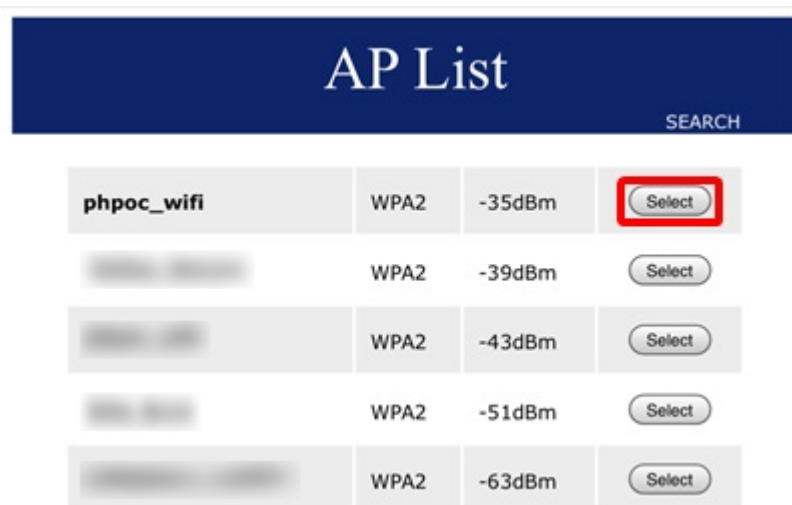 AP List
SEARCH
phpoc_wifi WPA2 -35dBm Select
WPA2 -39dBm Select
WPA2 -43dBm Select
WPA2 -51dBm Select
WPA2 -63dBm Select